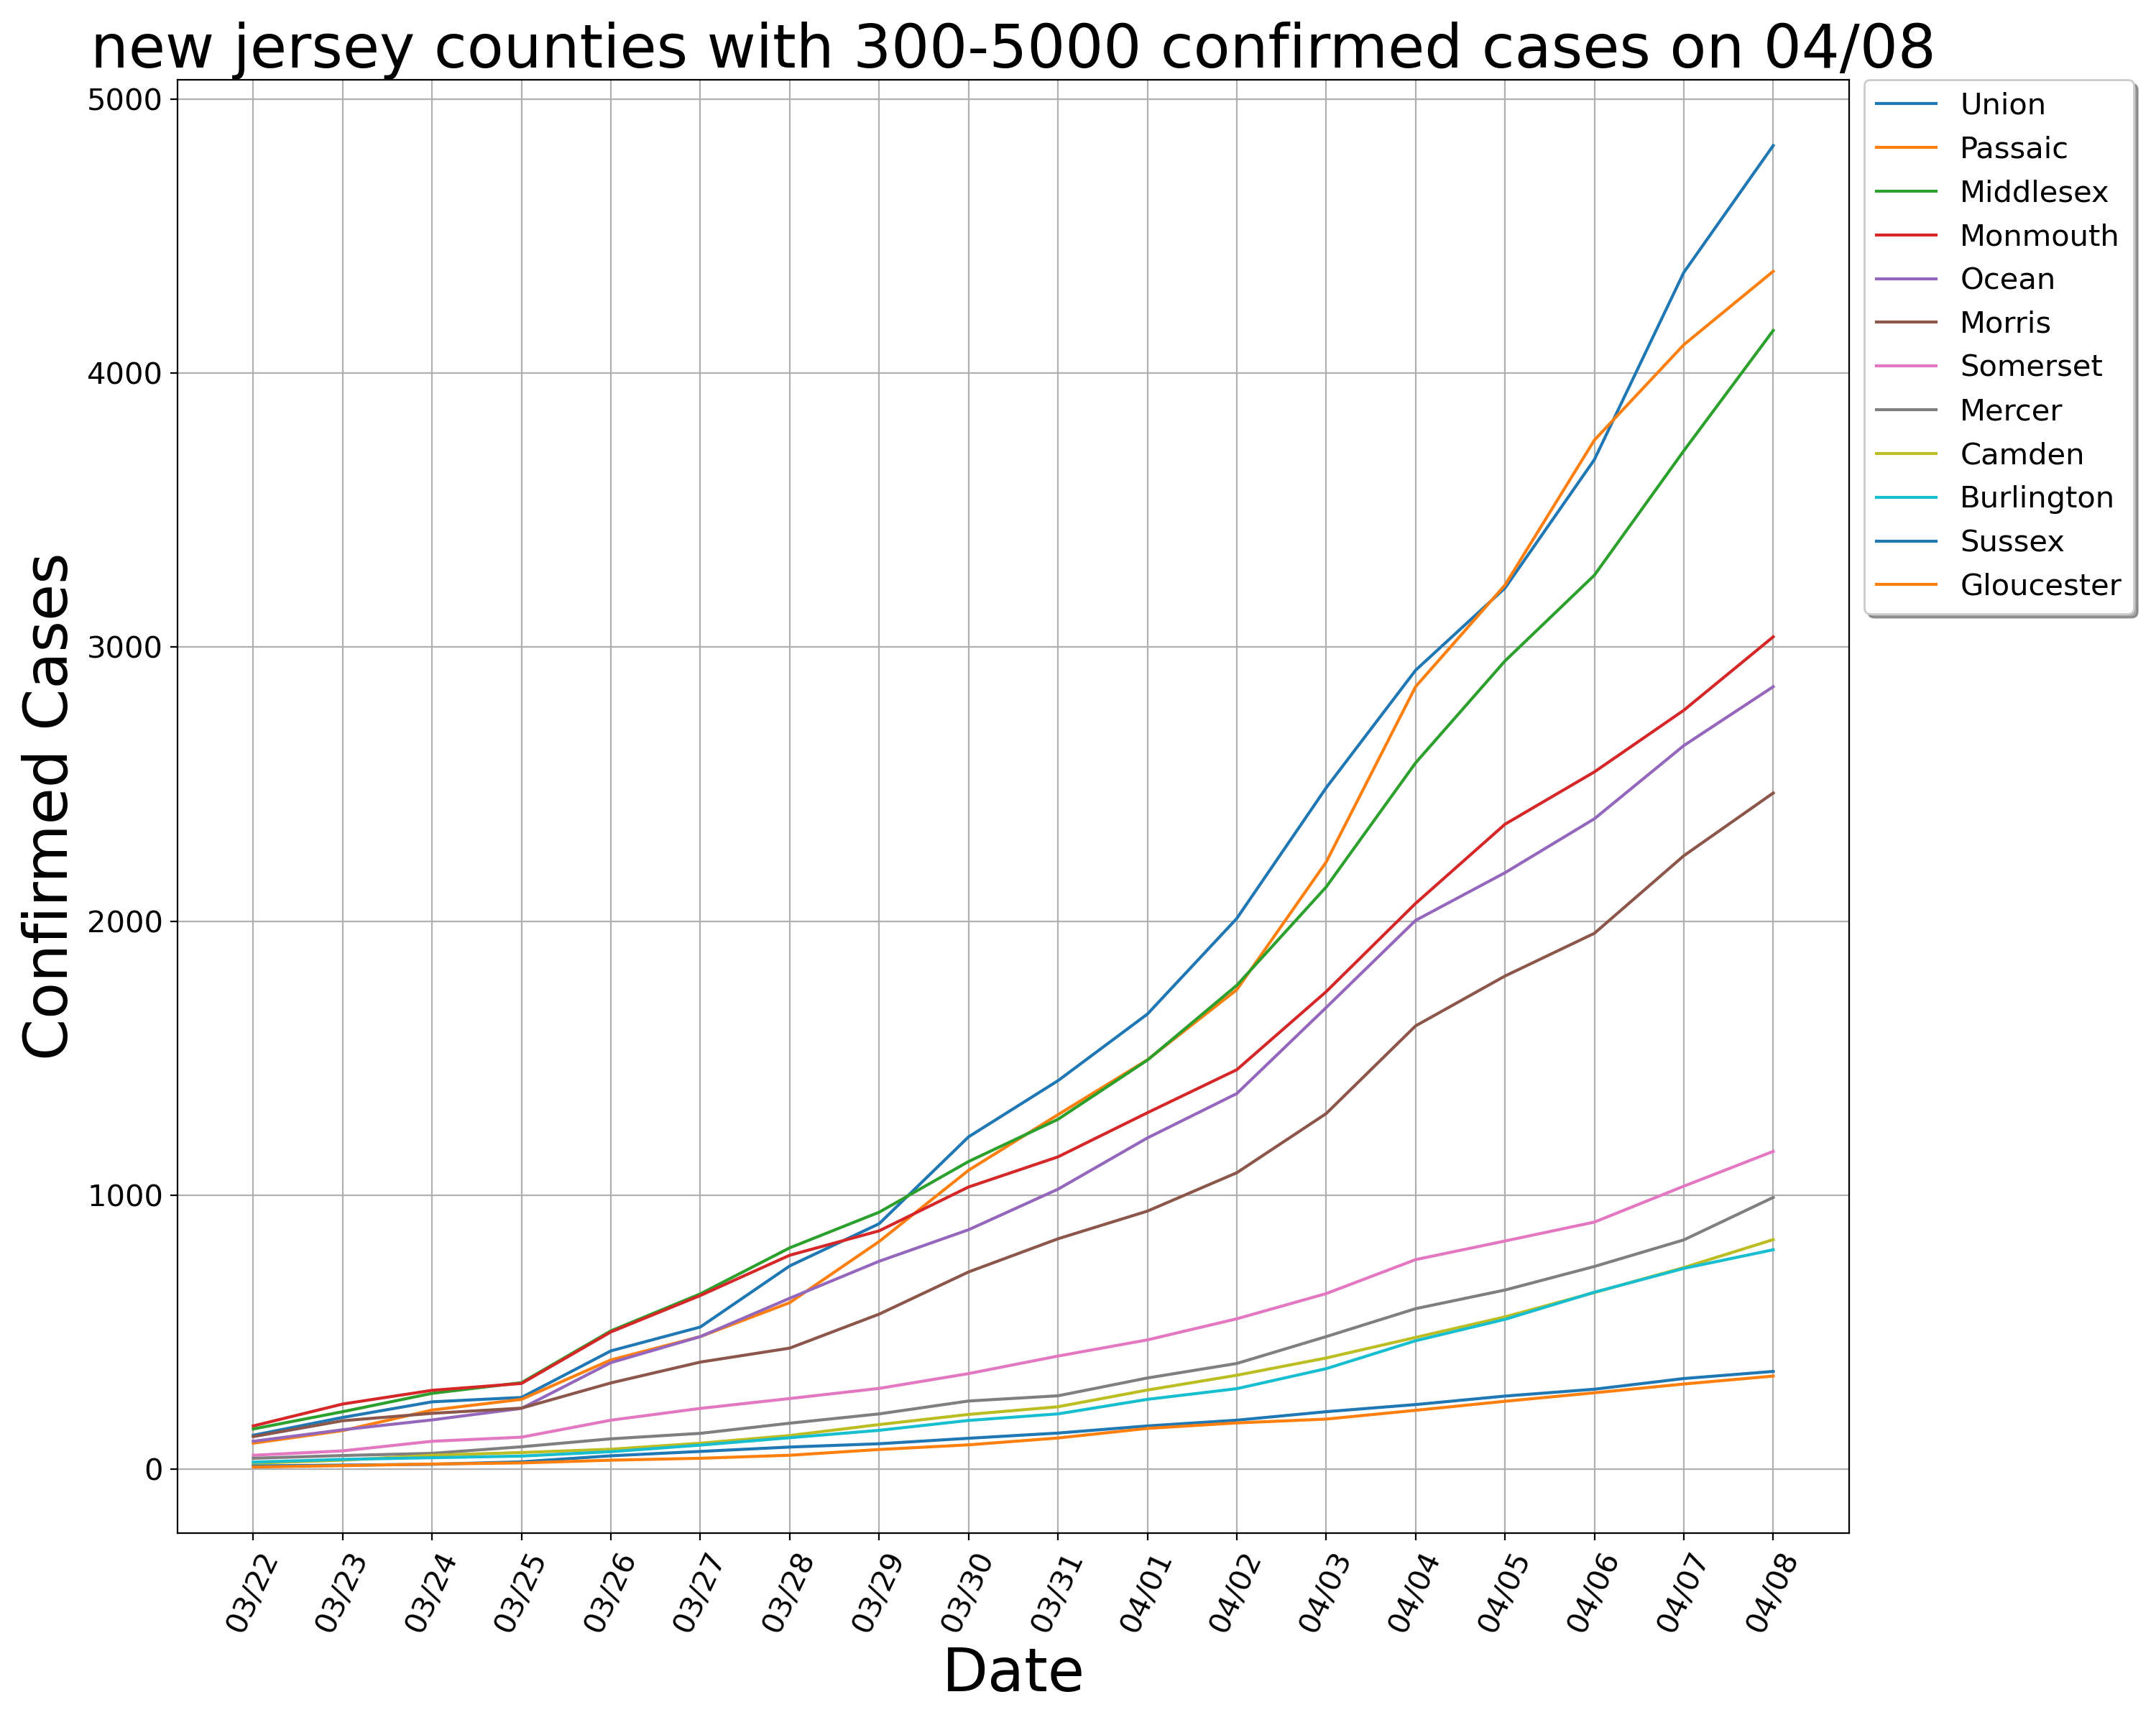 new jersey counties with 300-5000 confirmed cases on 04/08
Confirmed Cases
5000
4000
3000
2000
1000
0
03/22
03/23
03/24
03/25
03/26
03/27
03/28
03/29
03/30
03/31
04/01
04/02
04/03
04/04
04/05
04/06
04/07
04/08
Date
Union
Passaic
Middlesex
Monmouth
Ocean
Morris
Somerset
Mercer
Camden
Burlington
Sussex
Gloucester